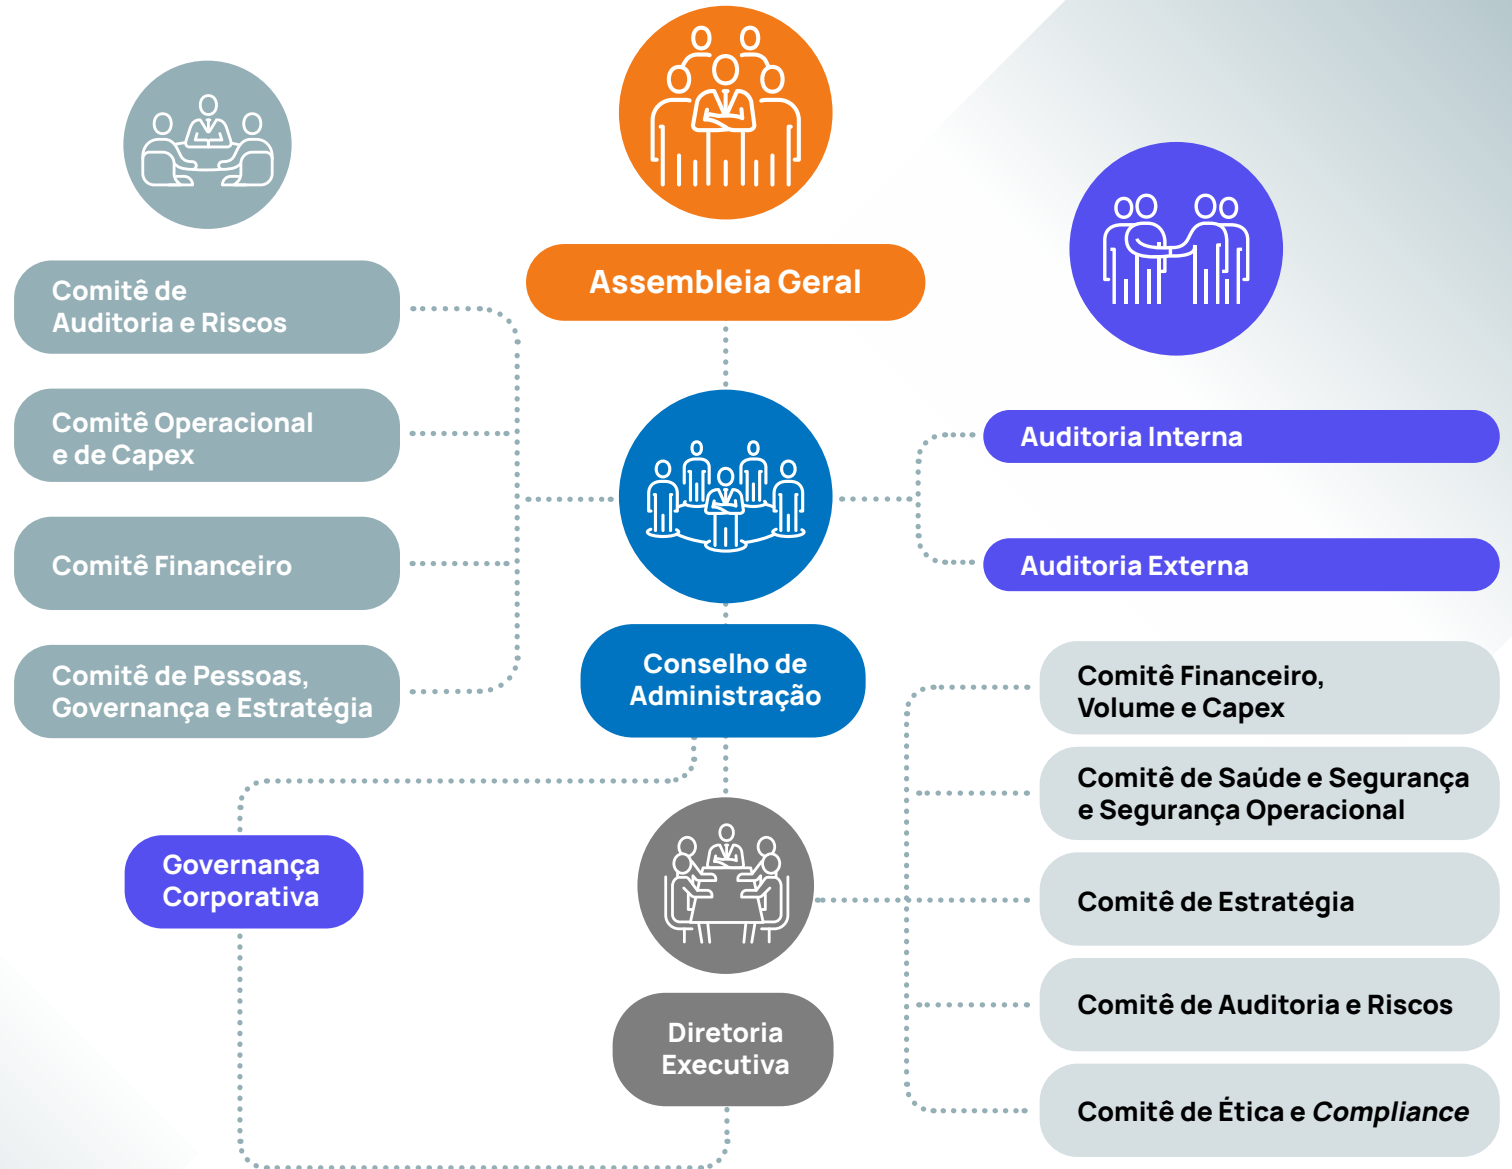 Assembleia Geral
Comitê de
Auditoria e Riscos
Comitê Operacional
e de Capex
Comitê Financeiro
Comitê de Pessoas,
Governança e Estratégia
Auditoria Interna
Auditoria Externa
Conselho de
Administração
Comitê Financeiro,
Volume e Capex
Comitê de Saúde e Segurança
e Segurança Operacional
Comitê de Estratégia
Comitê de Auditoria e Riscos
Comitê de Ética e Compliance
Governança
Corporativa
Diretoria
Executiva